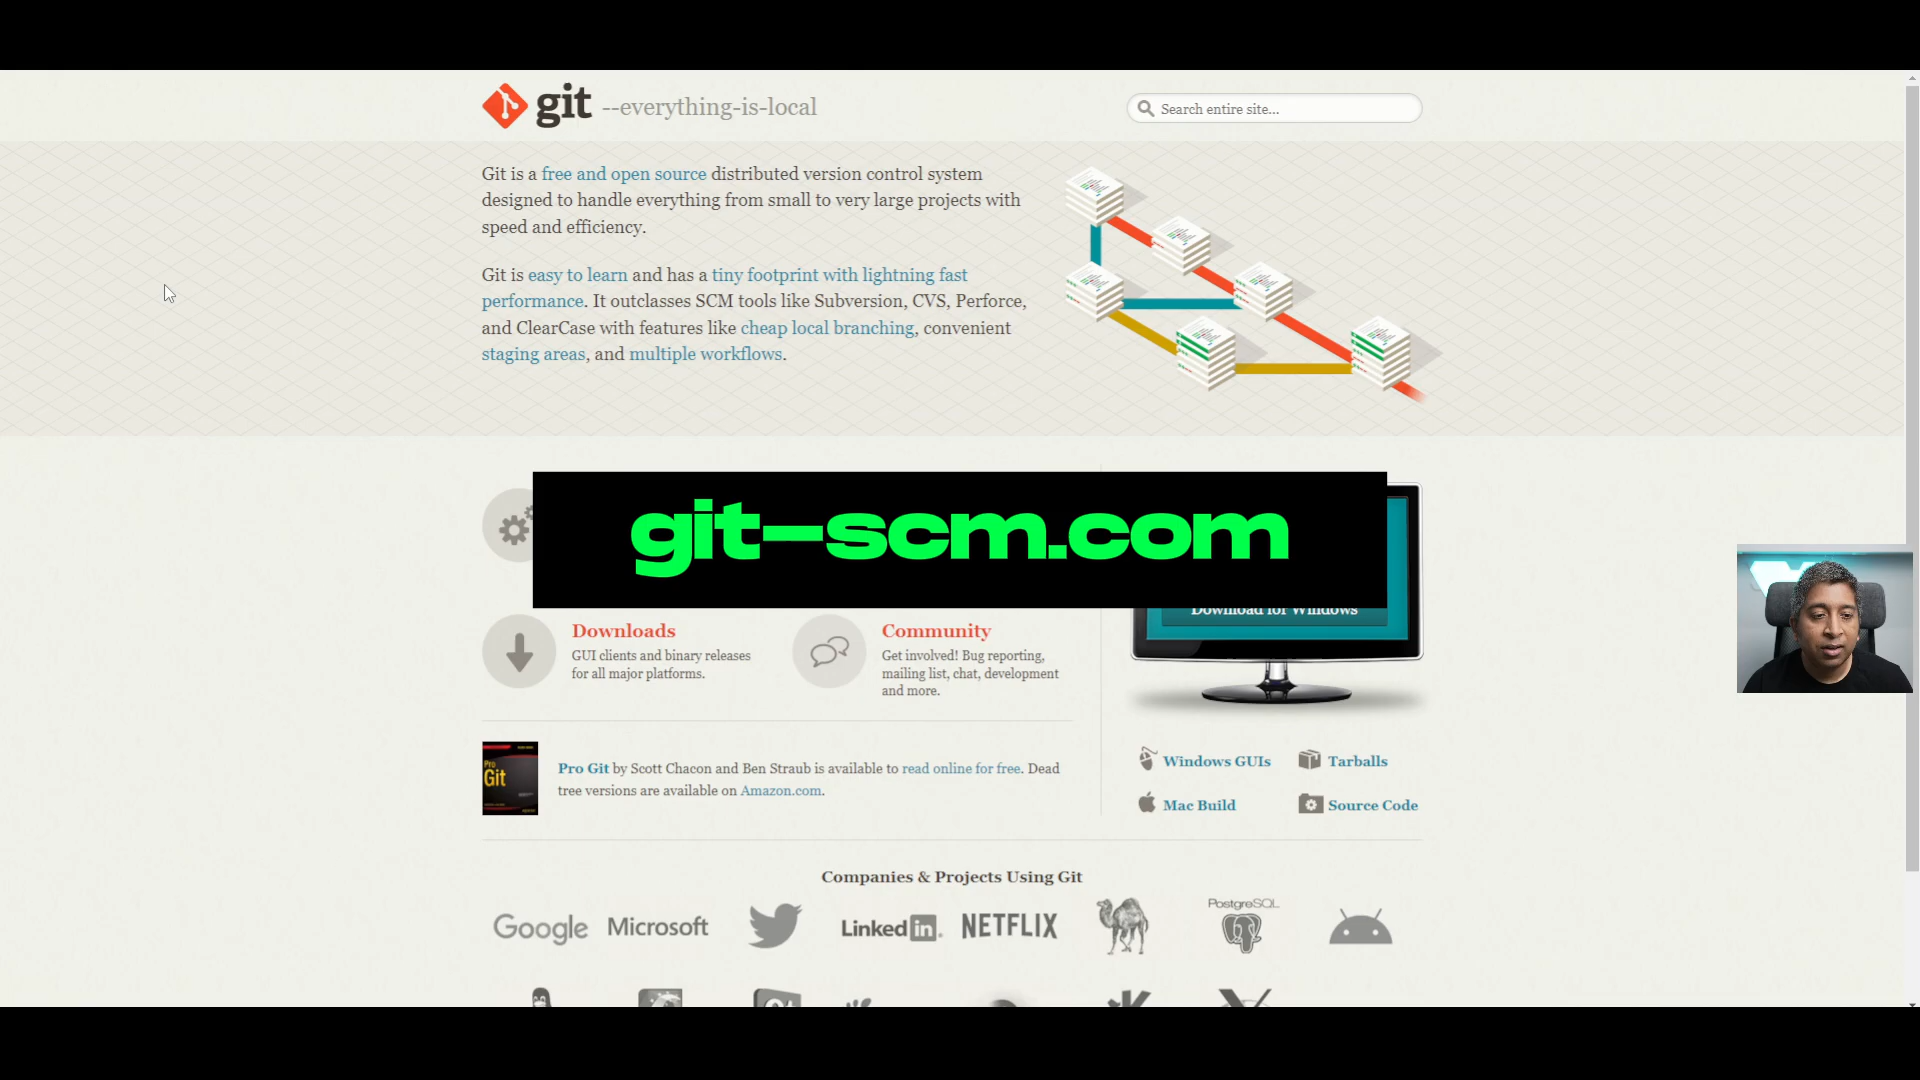 git --everything-is-local
Search entire site...
Git is a free and open source distributed version control system
designed to handle everything from small to very large projects with
speed and efficiency.
Git is easy to learn and has a tiny footprint with lightning fast
performance. It outclasses SCM tools like Subversion, CVS, Perforce,
and ClearCase with features like cheap local branching, convenient
staging areas, and multiple workflows.
git-scm.com
Download for Windows
Downloads
GUI clients and binary releases
for all major platforms.
Community
Get involved! Bug reporting,
mailing list, chat, development
and more.
Pro
Git
Pro Git by Scott Chacon and Ben Straub is available to read online for free. Dead
tree versions are available on Amazon.com.
Windows GUIs
Tarballs
Mac Build
Source Code
Companies & Projects Using Git
Google Microsoft LinkedIn NETFLIX PostgreSQL